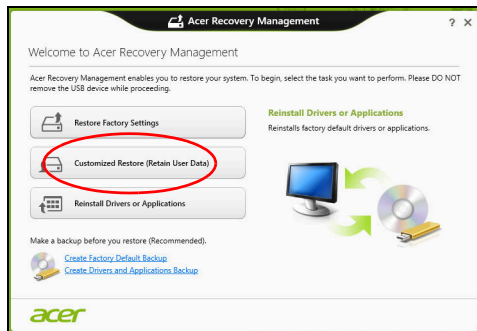 Acer Recovery Management
? ×
Welcome to Acer Recovery Management
Acer Recovery Management enables you to restore your system. To begin, select the task you want to perform. Please DO NOT
remove the USB device while proceeding.
Restore Factory Settings
Customized Restore (Retain User Data)
Reinstall Drivers or Applications
Reinstall Drivers or Applications
Reinstalls factory default drivers or applications.
Make a backup before you restore (Recommended).
Create Factory Default Backup
Create Drivers and Applications Backup
acer